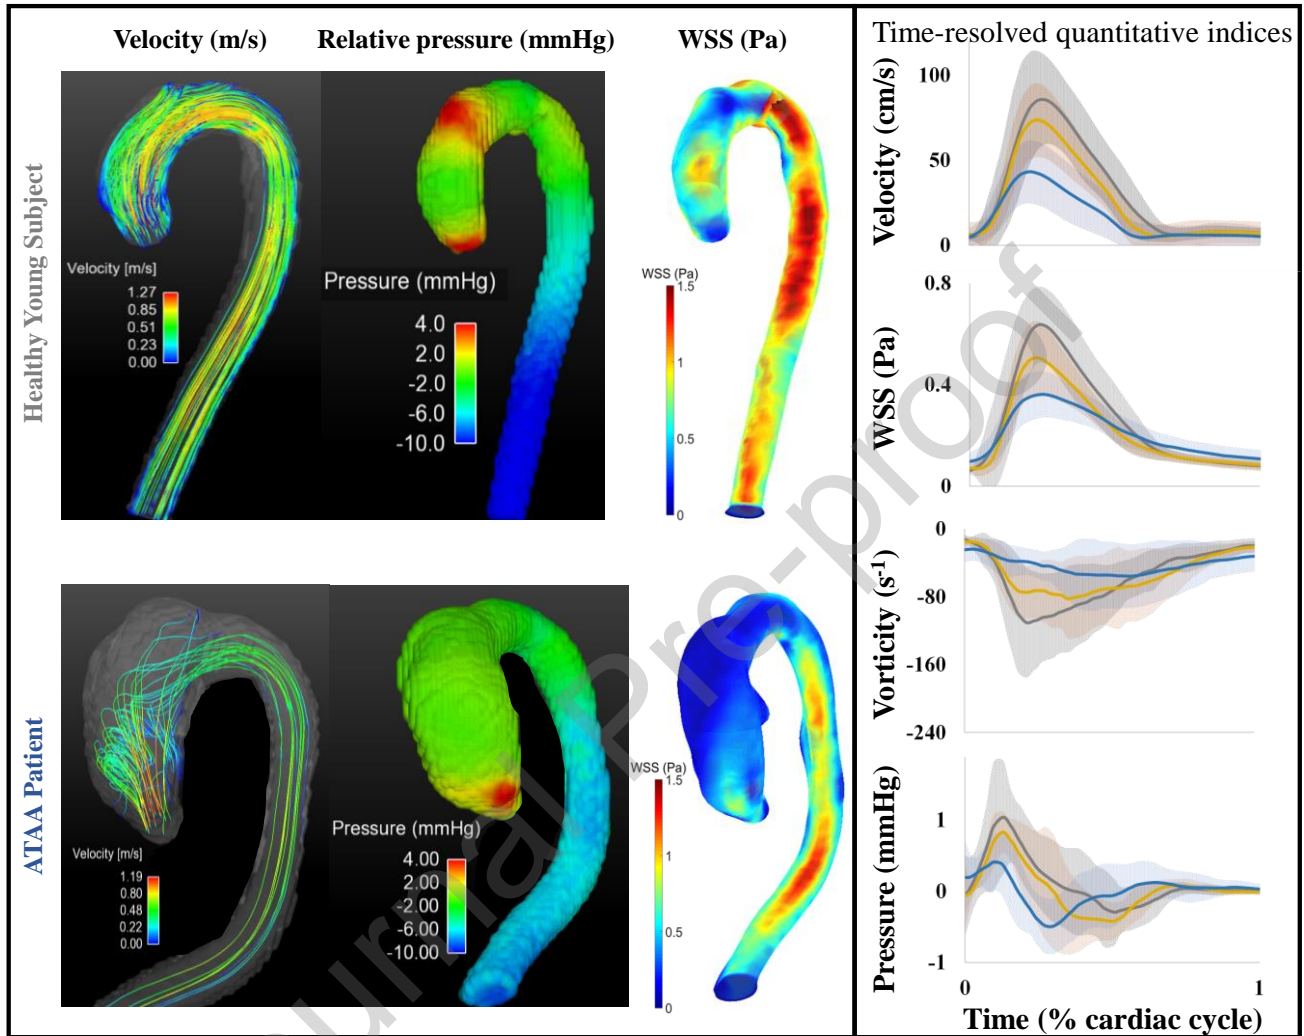 Velocity (m/s) Relative pressure (mmHg) WSS (Pa)
Healthy Young Subject
Velocity [m/s]
1.27
0.85
0.51
0.23
0.00
Pressure (mmHg)
4.0
2.0
-2.0
-6.0
-10.0
WSS (Pa)
1.5
1
0.5
0
ATAA Patient
Velocity [m/s]
1.19
0.80
0.48
0.22
0.00
Pressure (mmHg)
4.00
2.00
-2.00
-6.00
-10.00
WSS (Pa)
1.5
1
0.5
0
Time-resolved quantitative indices
Velocity (cm/s)
100
50
0
WSS (Pa)
0.8
0.4
0
Vorticity (s-1)
0
-80
-160
-240
Pressure (mmHg)
1
0
-1
0 1
Time (% cardiac cycle)
Journal Pre-proof